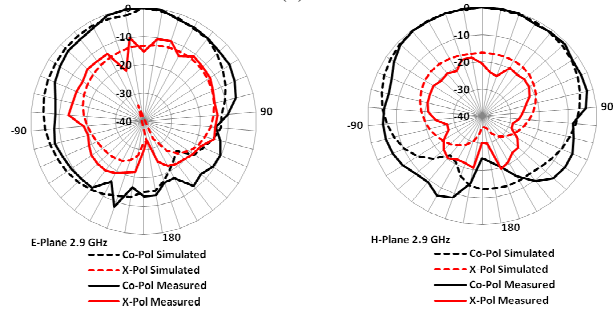 0
-10
-20
-30
-40
-90
90
180
E-Plane 2.9 GHz
Co-Pol Simulated
X-Pol Simulated
Co-Pol Measured
X-Pol Measured
0
-10
-20
-30
-40
-90
90
180
H-Plane 2.9 GHz
Co-Pol Simulated
X-Pol Simulated
Co-Pol Measured
X-Pol Measured